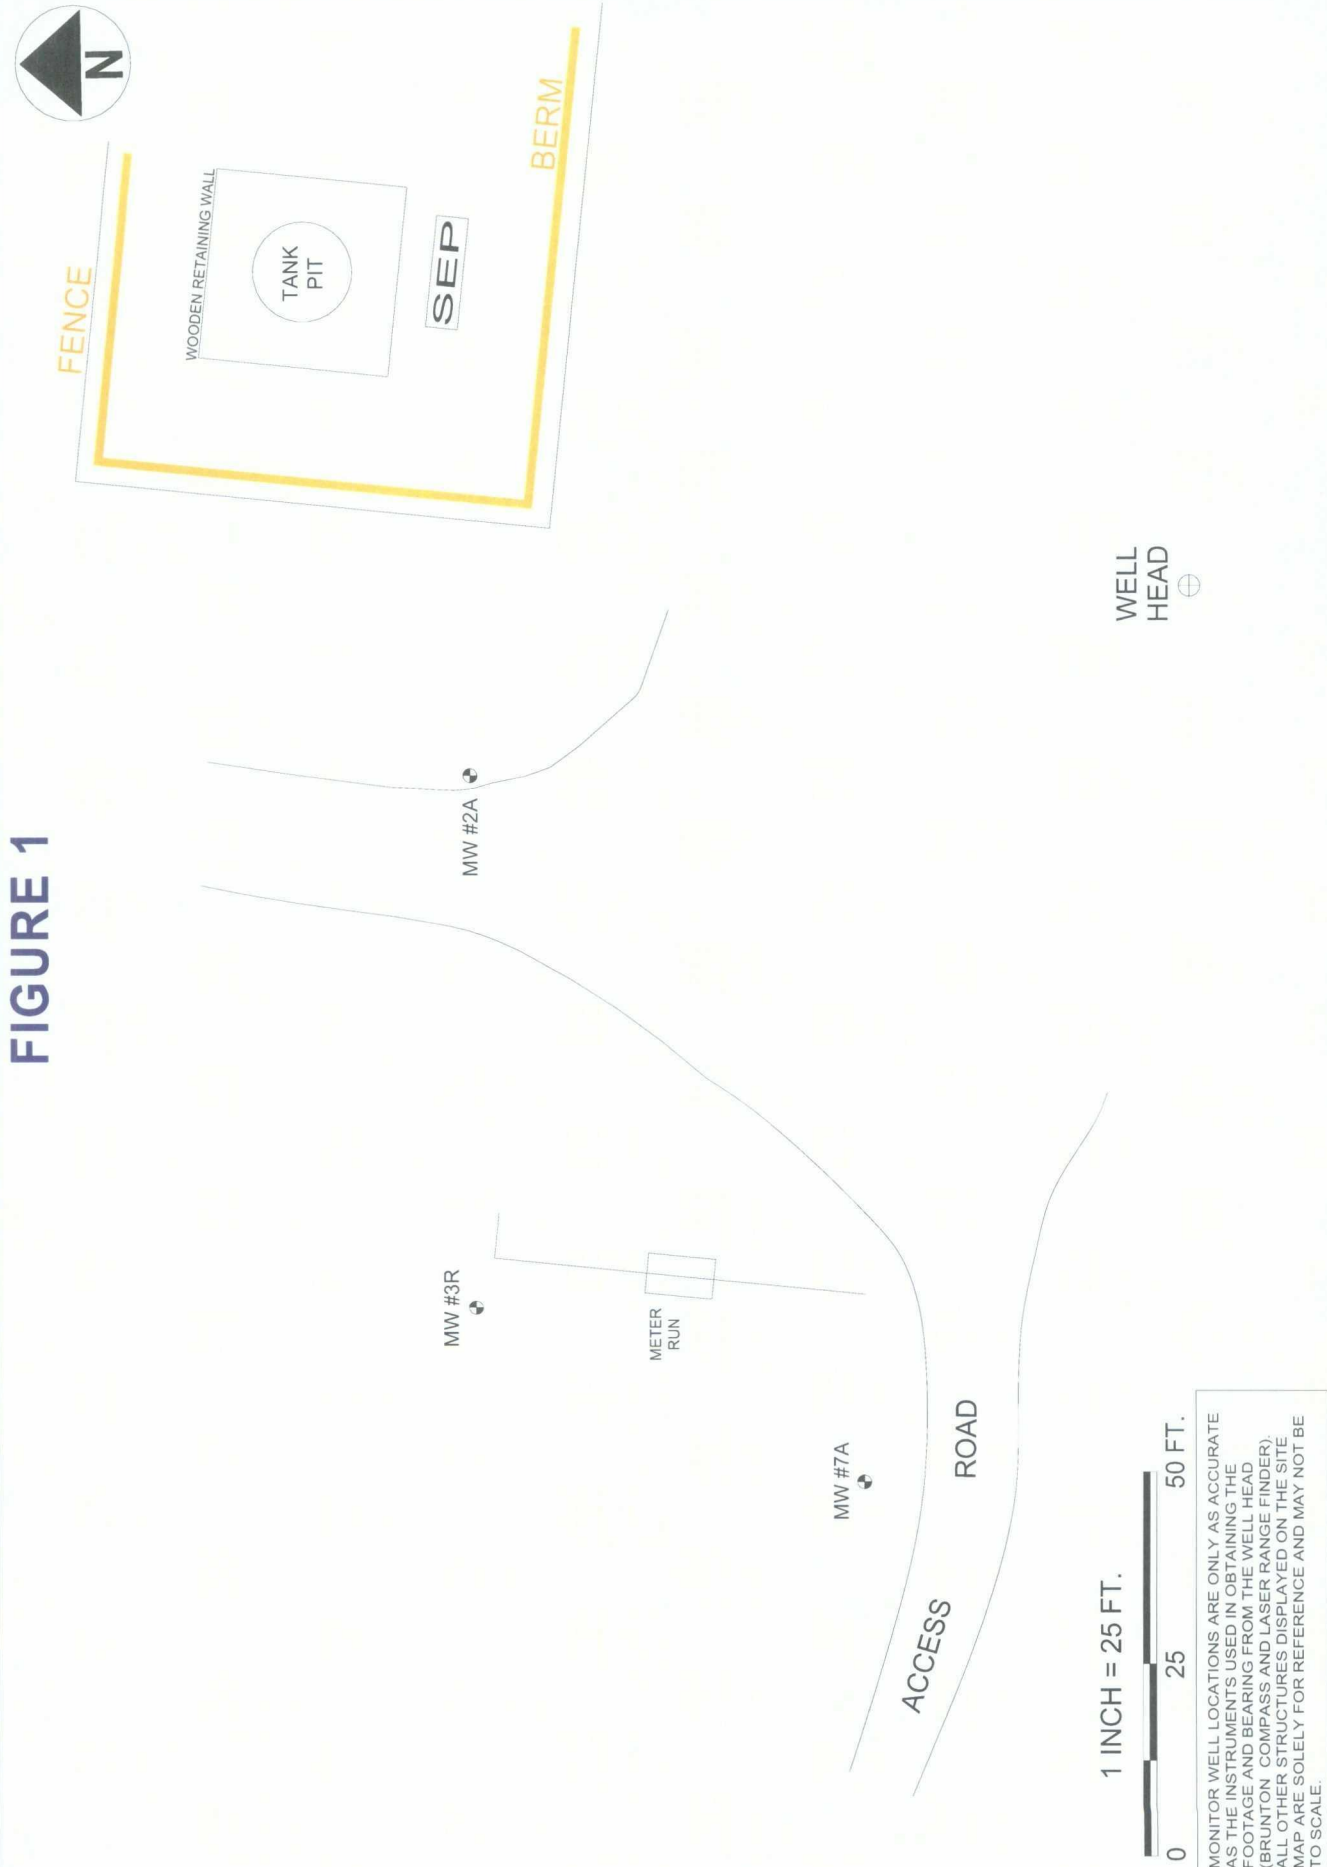 FIGURE 1
N
FENCE
WOODEN RETAINING WALL
TANK
PIT
SEP
BERM
MW #2A
WELL
HEAD
MW #3R
METER
RUN
MW #7A
ACCESS
ROAD
1 INCH = 25 FT.
0
25
50 FT.
MONITOR WELL LOCATIONS ARE ONLY AS ACCURATE
AS THE INSTRUMENTS USED IN OBTAINING THE
FOOTAGE AND BEARING FROM THE WELL HEAD
(BRUNTON COMPASS AND LASER RANGE FINDER).
ALL OTHER STRUCTURES DISPLAYED ON THE SITE
MAP ARE SOLELY FOR REFERENCE AND MAY NOT BE
TO SCALE.